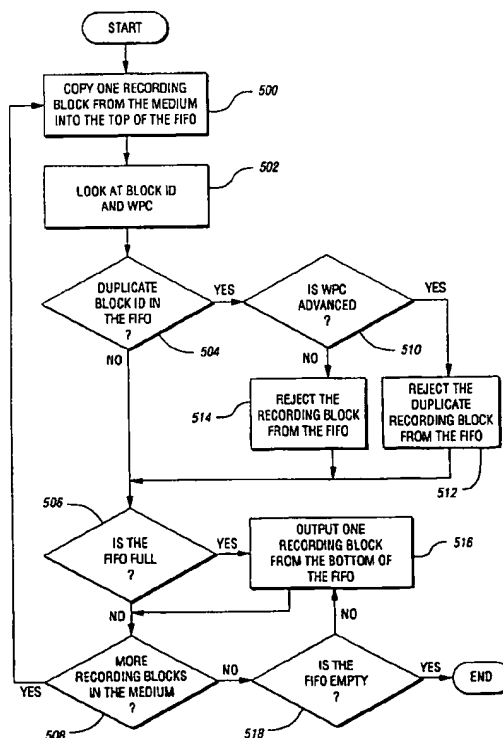 START
COPY ONE RECORDING
BLOCK FROM THE MEDIUM
INTO THE TOP OF THE FIFO
500
502
LOOK AT BLOCK ID
AND WPC
DUPLICATE
BLOCK ID IN
THE FIFO
?
YES
NO
504
IS WPC
ADVANCED
?
YES
NO
510
514
REJECT THE
RECORDING BLOCK
FROM THE FIFO
REJECT THE
DUPLICATE
RECORDING BLOCK
FROM THE FIFO
512
506
IS THE
FIFO FULL
?
YES
NO
OUTPUT ONE
RECORDING BLOCK
FROM THE BOTTOM OF
THE FIFO
516
MORE
RECORDING BLOCKS
IN THE MEDIUM
?
YES
NO
508
IS THE
FIFO EMPTY
?
NO
YES
518
END